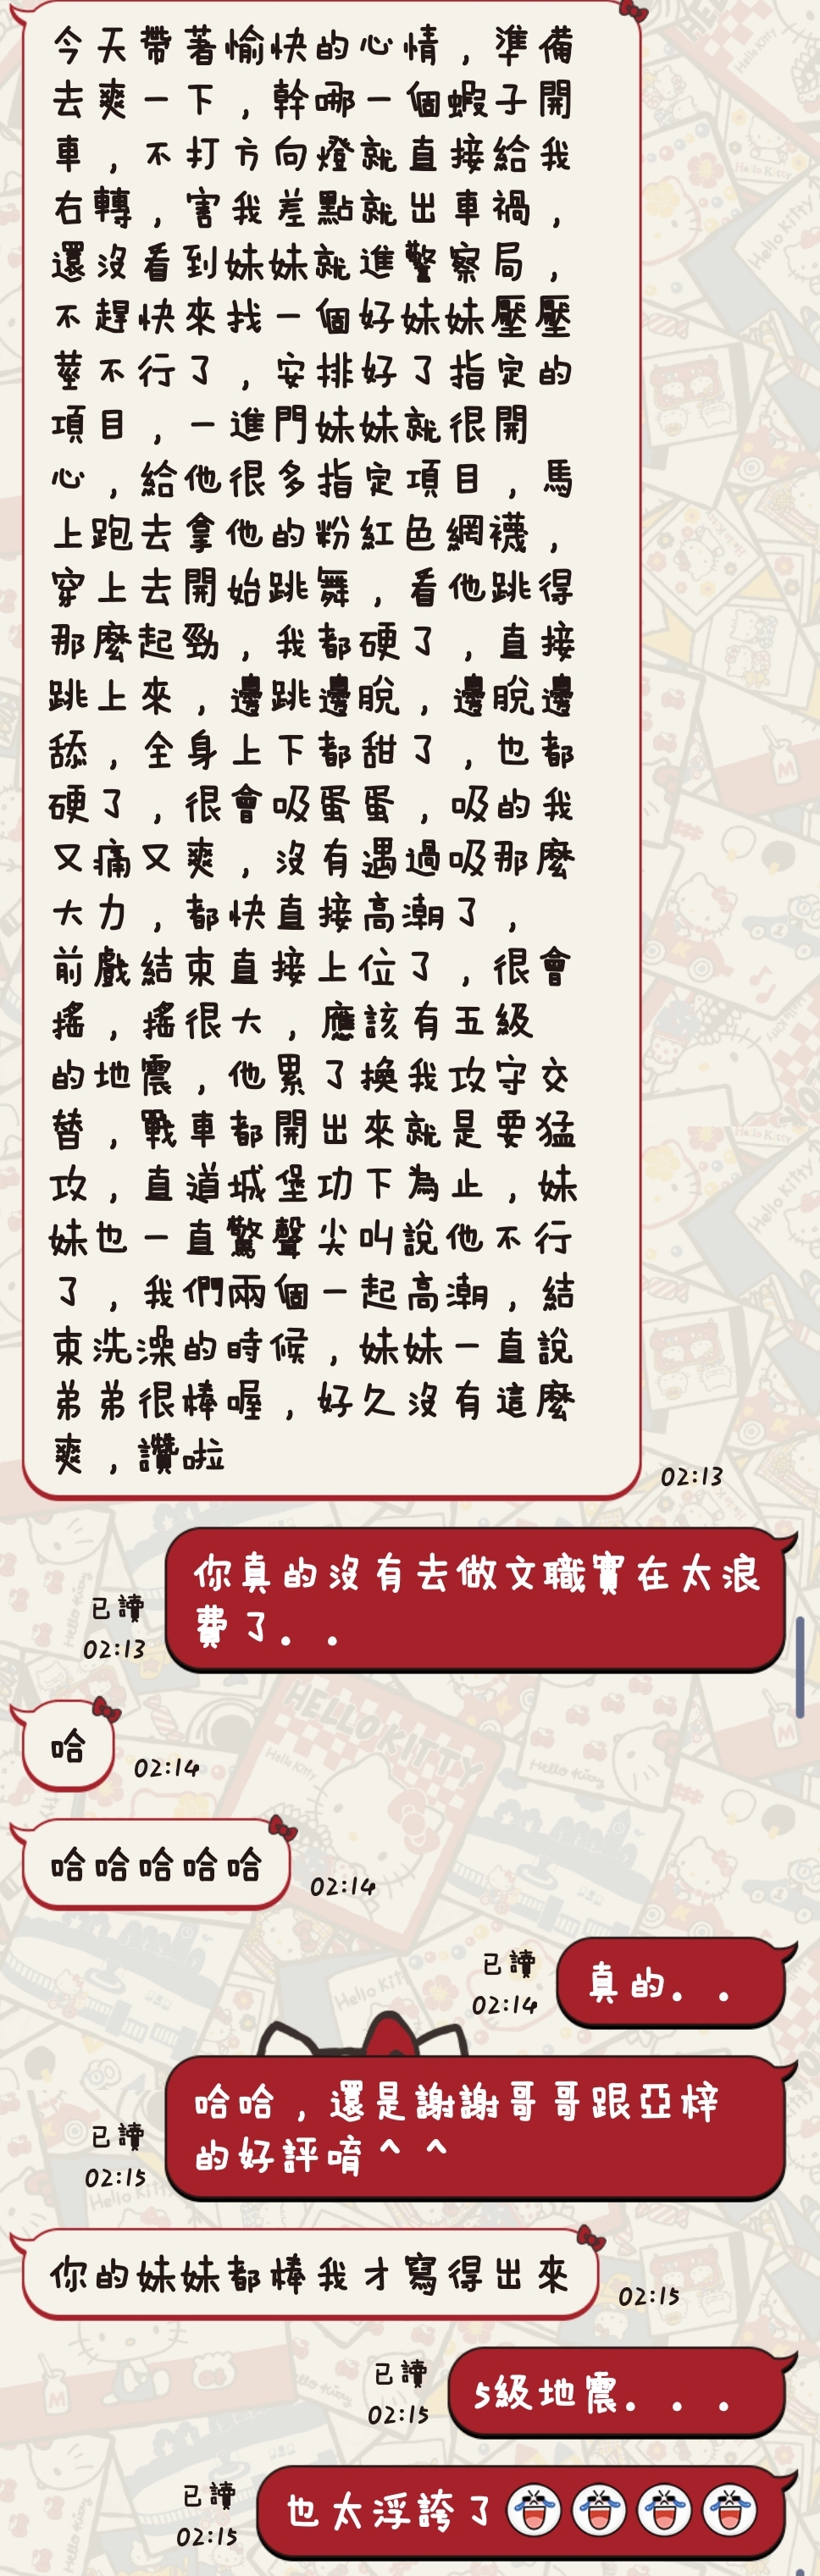 今天帶著愉快的心情，準備
去爽一下，幹哪一個蝦子開
車，不打方向燈就直接給我
右轉，害我差點就出車禍，
還沒看到妹妹就進警察局，
不趕快來找一個好妹妹壓壓
莖不行了，安排好了指定的
項目，一進門妹妹就很開
心，給他很多指定項目，馬
上跑去拿他的粉紅色網襪，
穿上去開始跳舞，看他跳得
那麼起勁，我都硬了，直接
跳上來，邊跳邊脫，邊脫邊
舔，全身上下都甜了，也都
硬了，很會吸蛋蛋，吸的我
又痛又爽，沒有遇過吸那麼
大力，都快直接高潮了，
前戲結束直接上位了，很會
搖，搖很大，應該有五級
的地震，他累了換我攻守交
替，戰車都開出來就是要猛
攻，直道城堡功下為止，妹
妹也一直驚聲尖叫說他不行
了，我們兩個一起高潮，結
束洗澡的時候，妹妹一直說
弟弟很棒喔，好久沒有這麼
爽，讚啦
02:13
你真的沒有去做文職實在太浪
費了. .
已讀
02:13
哈
02:14
哈哈哈哈哈
02:14
真的. .
已讀
02:14
哈哈，還是謝謝哥哥跟亞梓
的好評唷^ ^
已讀
02:15
你的妹妹都棒我才寫得出來
02:15
5級地震. . .
已讀
02:15
也太浮誇了
已讀
02:15